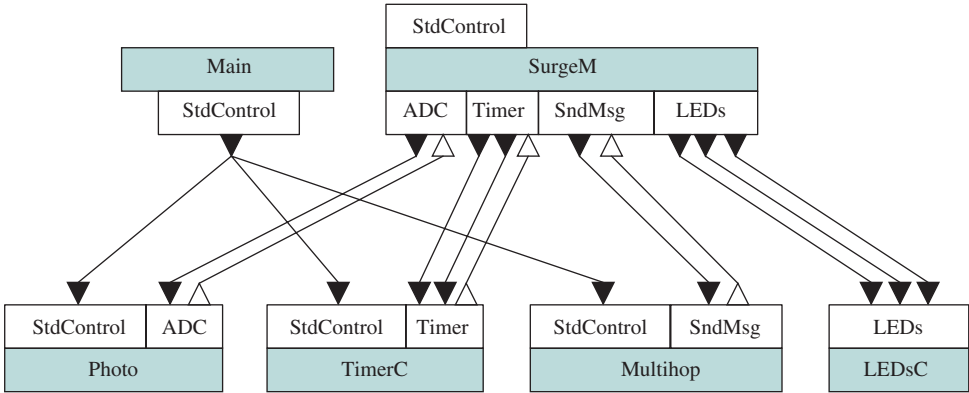 StdControl
Main
SurgeM
StdControl
ADC Timer SndMsg LEDs
StdControl ADC StdControl Timer StdControl SndMsg LEDs
Photo TimerC Multihop LEDsC